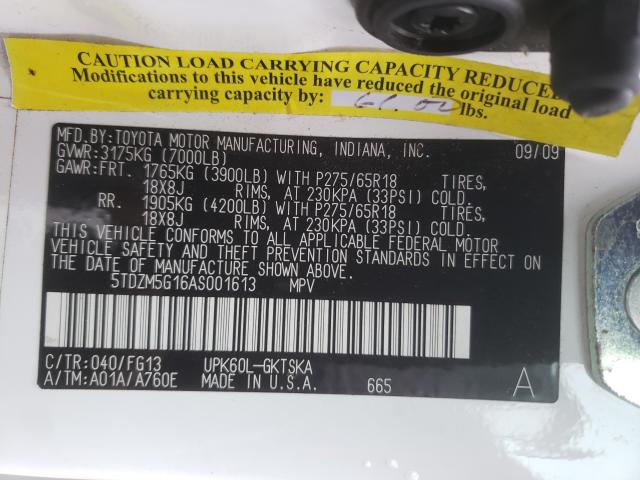 CAUTION LOAD CARRYING CAPACITY REDUCED
Modifications to this vehicle have reduced the original load
carrying capacity by: lbs.
MFD.BY:TOYOTA MOTOR MANUFACTURING, INDIANA, INC. 09/09
GVWR:3175KG (7000LB)
GAWR:FRT. 1765KG (3900LB) WITH P275/65R18 TIRES,
18X8J RIMS, AT 230KPA (33PSI) COLD.
RR. 1905KG (4200LB) WITH P275/65R18 TIRES,
18X8J RIMS, AT 230KPA (33PSI) COLD.
THIS VEHICLE CONFORMS TO ALL APPLICABLE FEDERAL MOTOR
VEHICLE SAFETY AND THEFT PREVENTION STANDARDS IN EFFECT ON
THE DATE OF MANUFACTURE SHOWN ABOVE.
5TDZM5G16AS001613 MPV
C/TR:040/FG13 UPK60L-GKTSKA
A/TM:A01A/A760E MADE IN U.S.A. 665 A